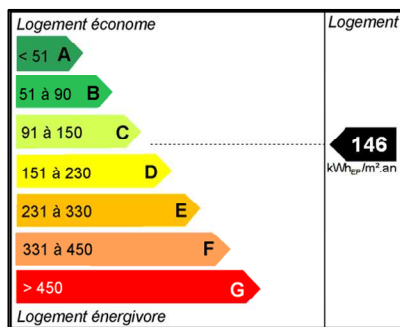 Logement économe
Logement
< 51 A
51 à 90 B
91 à 150 C
146
kWhEP/m².an
151 à 230 D
231 à 330 E
331 à 450 F
> 450 G
Logement énergivore